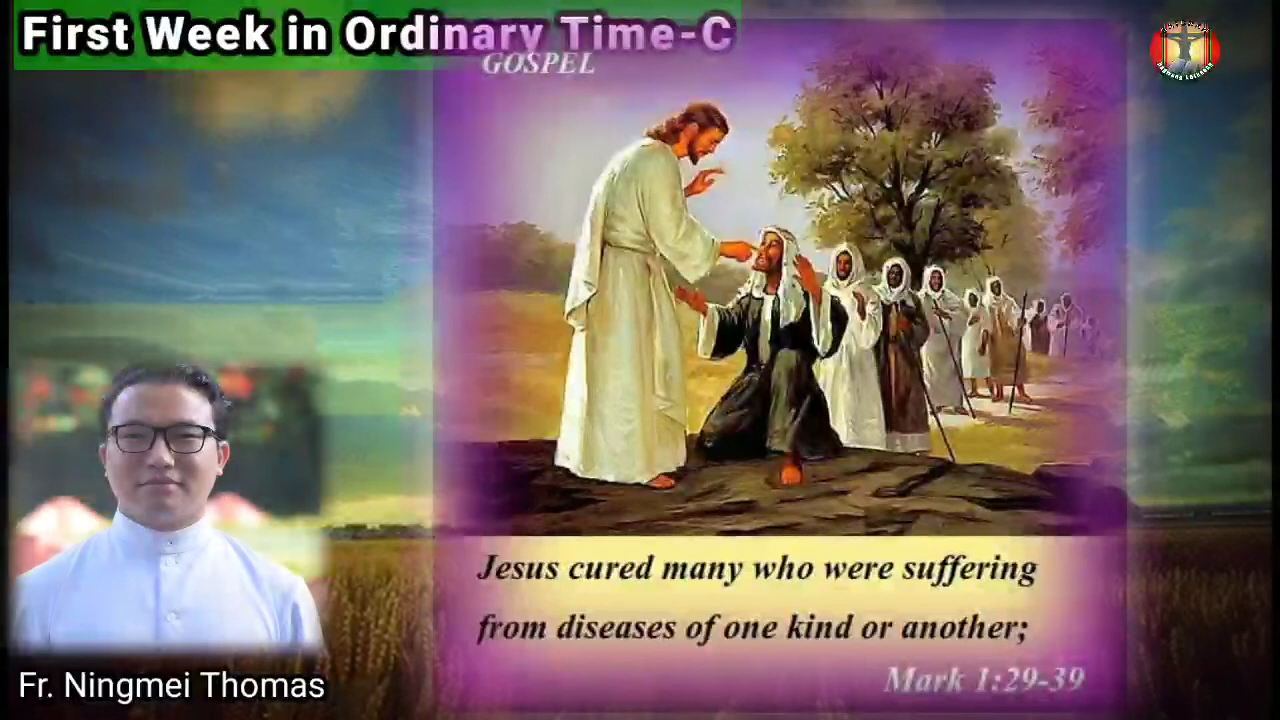 First Week in Ordinary Time-C
GOSPEL
Jesus cured many who were suffering
from diseases of one kind or another;
Mark 1:29-39
Fr. Ningmei Thomas